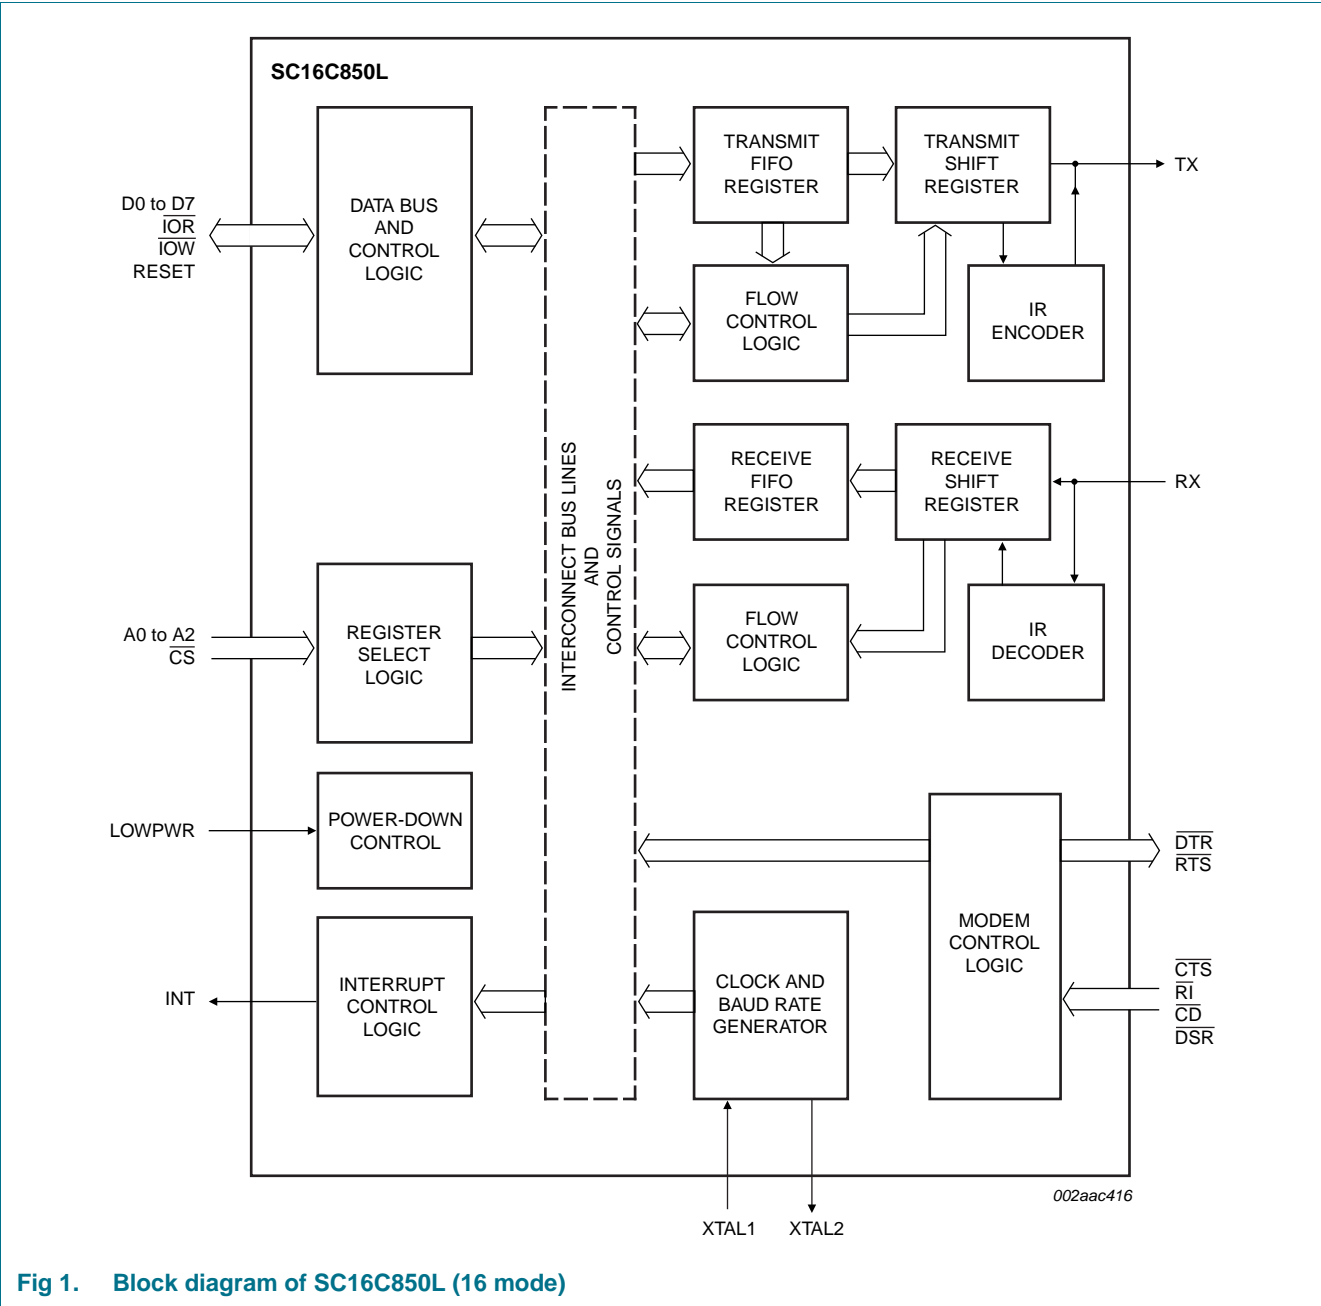 SC16C850L
D0 to D7
IOR
IOW
RESET
DATA BUS
AND
CONTROL
LOGIC
TRANSMIT
FIFO
REGISTER
TRANSMIT
SHIFT
REGISTER
TX
FLOW
CONTROL
LOGIC
IR
ENCODER
INTERCONNECT BUS LINES
AND
CONTROL SIGNALS
RECEIVE
FIFO
REGISTER
RECEIVE
SHIFT
REGISTER
RX
A0 to A2
CS
REGISTER
SELECT
LOGIC
FLOW
CONTROL
LOGIC
IR
DECODER
LOWPWR
POWER-DOWN
CONTROL
DTR
RTS
MODEM
CONTROL
LOGIC
INT
INTERRUPT
CONTROL
LOGIC
CLOCK AND
BAUD RATE
GENERATOR
CTS
RI
CD
DSR
XTAL1
XTAL2
002aac416
Fig 1. Block diagram of SC16C850L (16 mode)